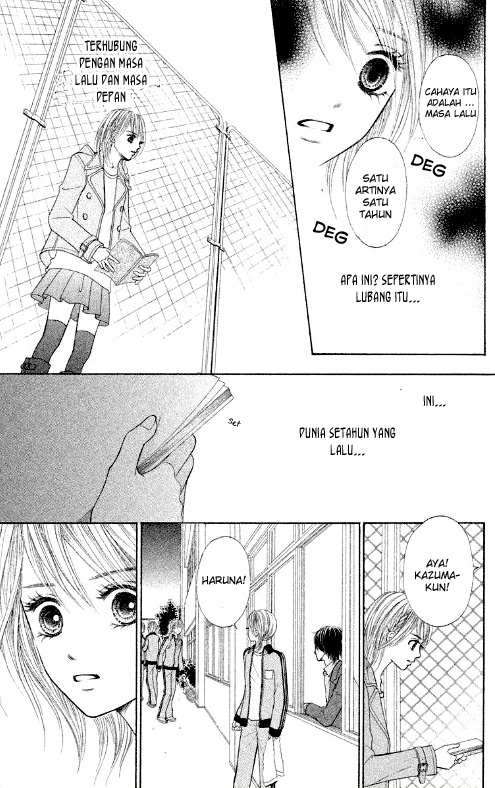 CAHAYA ITU
ADALAH ...
MASA LALU
DEG
SATU
ARTINYA
SATU
TAHUN
DEG
APA INI? SEPERTINYA
LUBANG ITU...
TERHUBUNG
DENGAN MASA
LALU DAN MASA
DEPAN
INI...
DUNIA SETAHUN YANG
LALU...
Set
AYA!
KAZUMA-
KUN!
HARUNA!